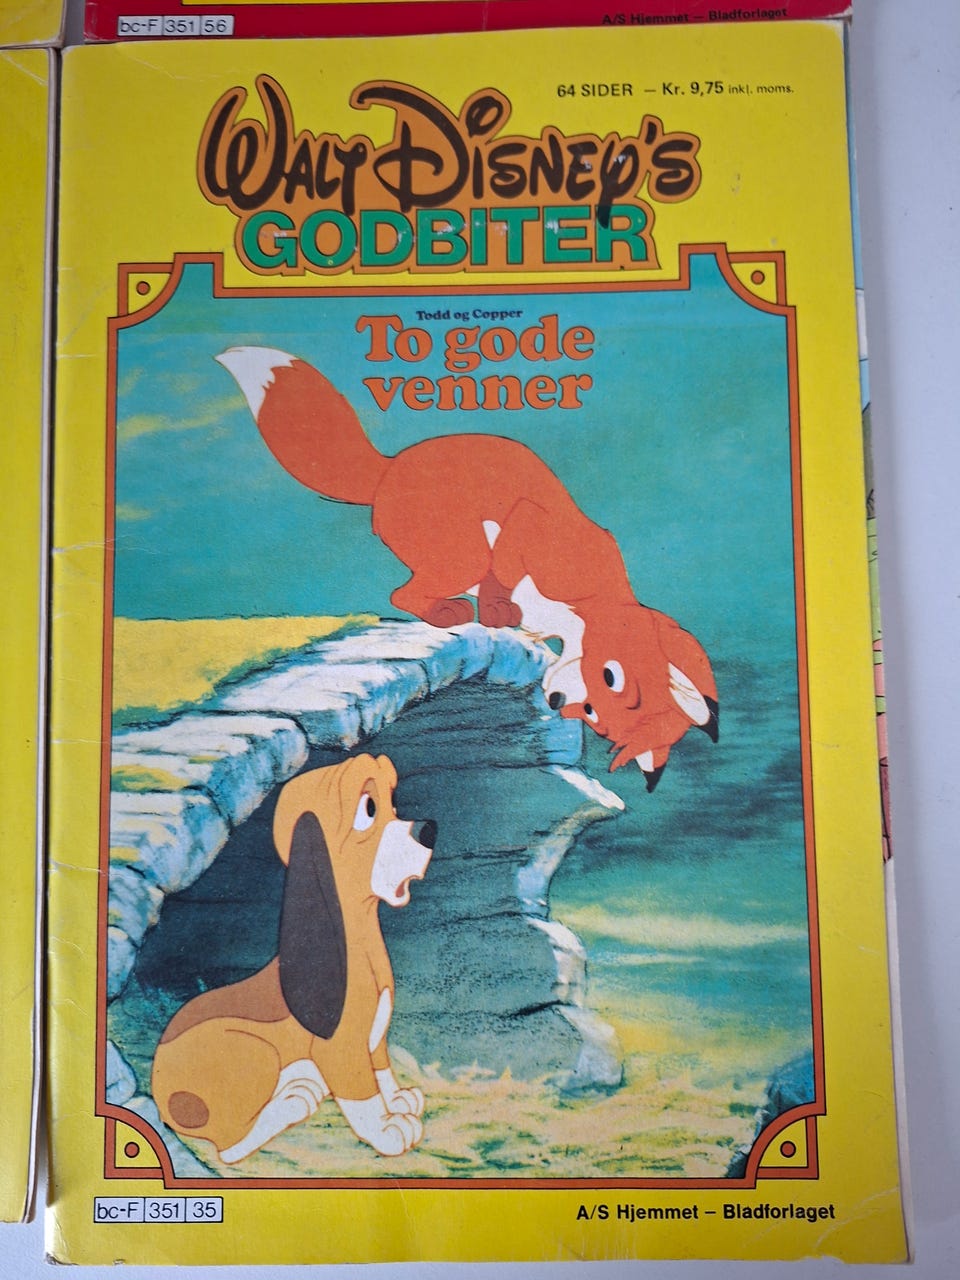 bc-F 351 56
A/S Hjemmet – Bladforlaget
64 SIDER – Kr. 9,75 inkl. moms.
WALT DISNEY'S
GODBITER
Todd og Copper
To gode
venner
bc-F 351 35
A/S Hjemmet – Bladforlaget